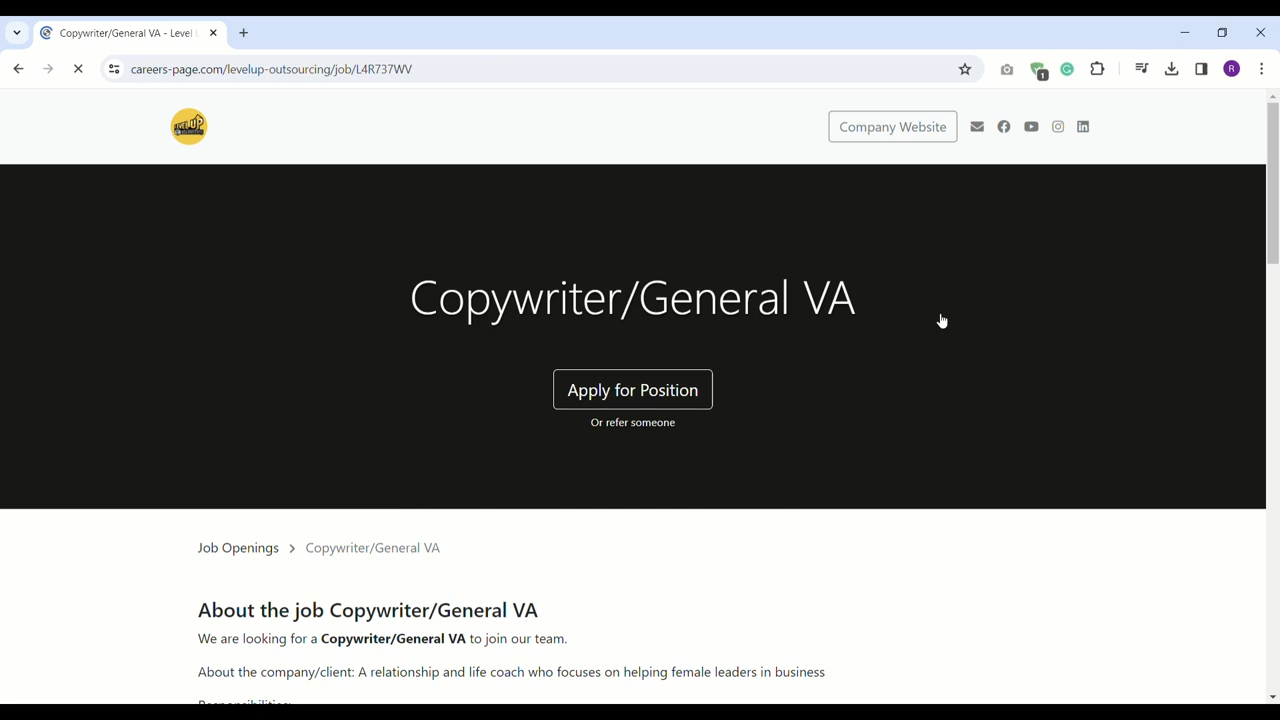 Copywriter/General VA - Level
careers-page.com/levelup-outsourcing/job/L4R737WV
1
R
LEVEL UP
Company Website
Copywriter/General VA
Apply for Position
Or refer someone
Job Openings > Copywriter/General VA
About the job Copywriter/General VA
We are looking for a Copywriter/General VA to join our team.
About the company/client: A relationship and life coach who focuses on helping female leaders in business